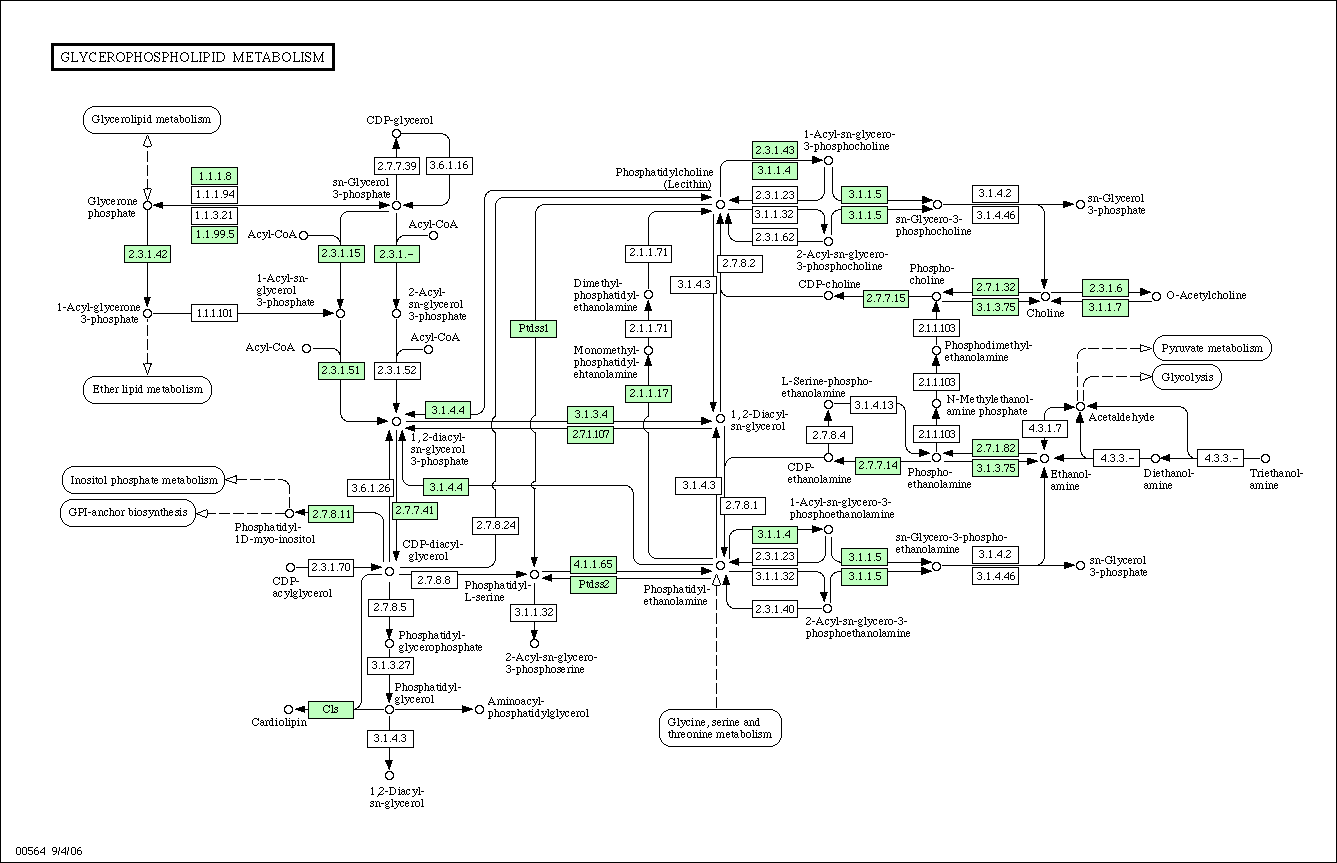 GLYCEROPHOSPHOLIPID METABOLISM
Glycerolipid metabolism
CDP-glycerol
2.7.7.39
3.6.1.16
1.1.1.8
1.1.1.94
1.1.3.21
1.1.99.5
sn-Glycerol
3-phosphate
Glycerone
phosphate
2.3.1.42
Acyl-CoA
2.3.1.15
2.3.1.-
Acyl-CoA
1-Acyl-sn-
glycerol
3-phosphate
2-Acyl-
sn-glycerol
3-phosphate
1-Acyl-glycerone
3-phosphate
1.1.1.101
Acyl-CoA
Acyl-CoA
2.3.1.51
2.3.1.52
Ether lipid metabolism
3.1.4.4
1,2-diacyl-
sn-glycerol
3-phosphate
3.1.3.4
2.7.1.107
1,2-Diacyl-
sn-glycerol
Phosphatidylcholine
(Lecithin)
2.1.1.71
Dimethyl-
phosphatidyl-
ethanolamine
2.1.1.71
Monomethyl-
phosphatidyl-
ehtanolamine
2.1.1.17
Ptdss1
3.1.4.3
2.7.8.2
2.3.1.43
3.1.1.4
2.3.1.23
3.1.1.32
2.3.1.62
1-Acyl-sn-glycero-
3-phosphocholine
3.1.1.5
3.1.1.5
2-Acyl-sn-glycero-
3-phosphocholine
sn-Glycero-3-
phosphocholine
3.1.4.2
3.1.4.46
sn-Glycerol
3-phosphate
CDP-choline
2.7.7.15
Phospho-
choline
2.7.1.32
3.1.3.75
Choline
2.3.1.6
3.1.1.7
O-Acetylcholine
2.1.1.103
Phosphodimethyl-
ethanolamine
2.1.1.103
N-Methylethanol-
amine phosphate
2.1.1.103
Pyruvate metabolism
Glycolysis
Acetaldehyde
L-Serine-phospho-
ethanolamine
3.1.4.13
2.7.8.4
CDP-
ethanolamine
2.7.7.14
Phospho-
ethanolamine
2.7.1.82
3.1.3.75
4.3.1.7
Ethanol-
amine
4.3.3.-
Diethanol-
amine
4.3.3.-
Triethanol-
amine
Inositol phosphate metabolism
GPI-anchor biosynthesis
Phosphatidyl-
1D-myo-inositol
2.7.8.11
3.6.1.26
2.7.7.41
3.1.4.4
2.7.8.24
3.1.4.3
2.7.8.1
CDP-diacyl-
glycerol
CDP-
acylglycerol
2.3.1.70
2.7.8.8
Phosphatidyl-
L-serine
4.1.1.65
Ptdss2
Phosphatidyl-
ethanolamine
3.1.1.4
2.3.1.23
3.1.1.32
2.3.1.40
1-Acyl-sn-glycero-3-
phosphoethanolamine
3.1.1.5
3.1.1.5
2-Acyl-sn-glycero-3-
phosphoethanolamine
sn-Glycero-3-phospho-
ethanolamine
3.1.4.2
3.1.4.46
sn-Glycerol
3-phosphate
2.7.8.5
3.1.1.32
2-Acyl-sn-glycero-
3-phosphoserine
Phosphatidyl-
glycerophosphate
3.1.3.27
Phosphatidyl-
glycerol
Cls
Cardiolipin
Aminoacyl-
phosphatidylglycerol
3.1.4.3
1,2-Diacyl-
sn-glycerol
Glycine, serine and
threonine metabolism
00564 9/4/06